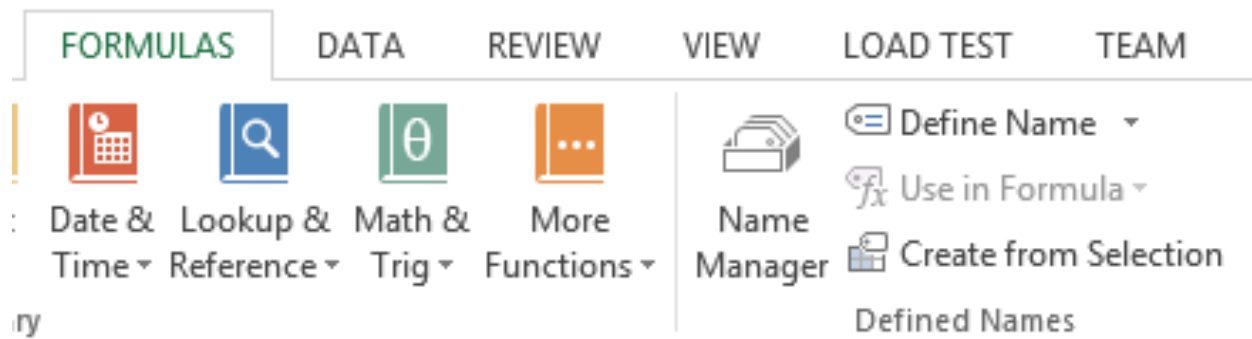 FORMULAS DATA REVIEW VIEW LOAD TEST TEAM
Date & Time
Lookup & Reference
Math & Trig
More Functions
Name Manager
Define Name
Use in Formula
Create from Selection
Defined Names